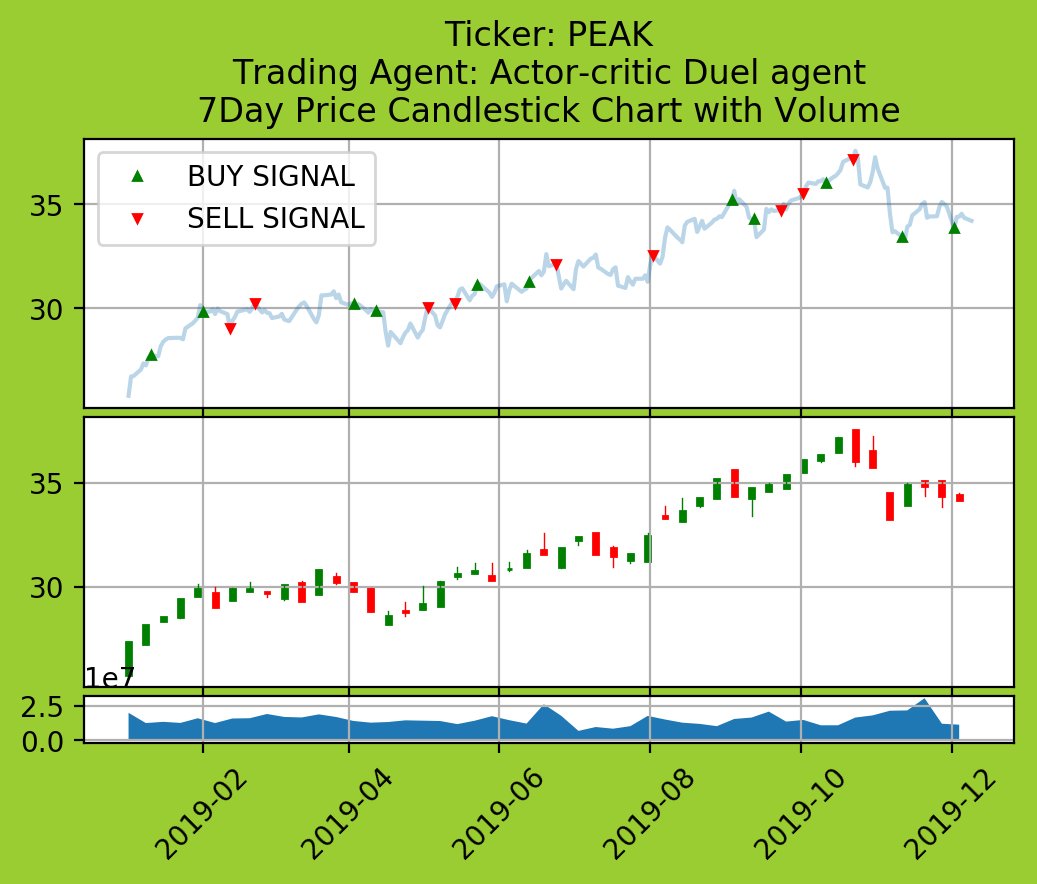 Ticker: PEAK
Trading Agent: Actor-critic Duel agent
7Day Price Candlestick Chart with Volume
BUY SIGNAL
SELL SIGNAL
35
30
35
30
1e7
2.5
0.0
2019-02
2019-04
2019-06
2019-08
2019-10
2019-12